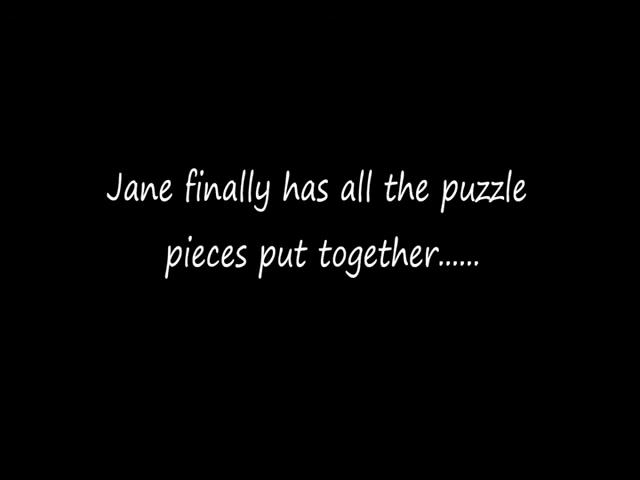 Jane finally has all the puzzle
pieces put together......